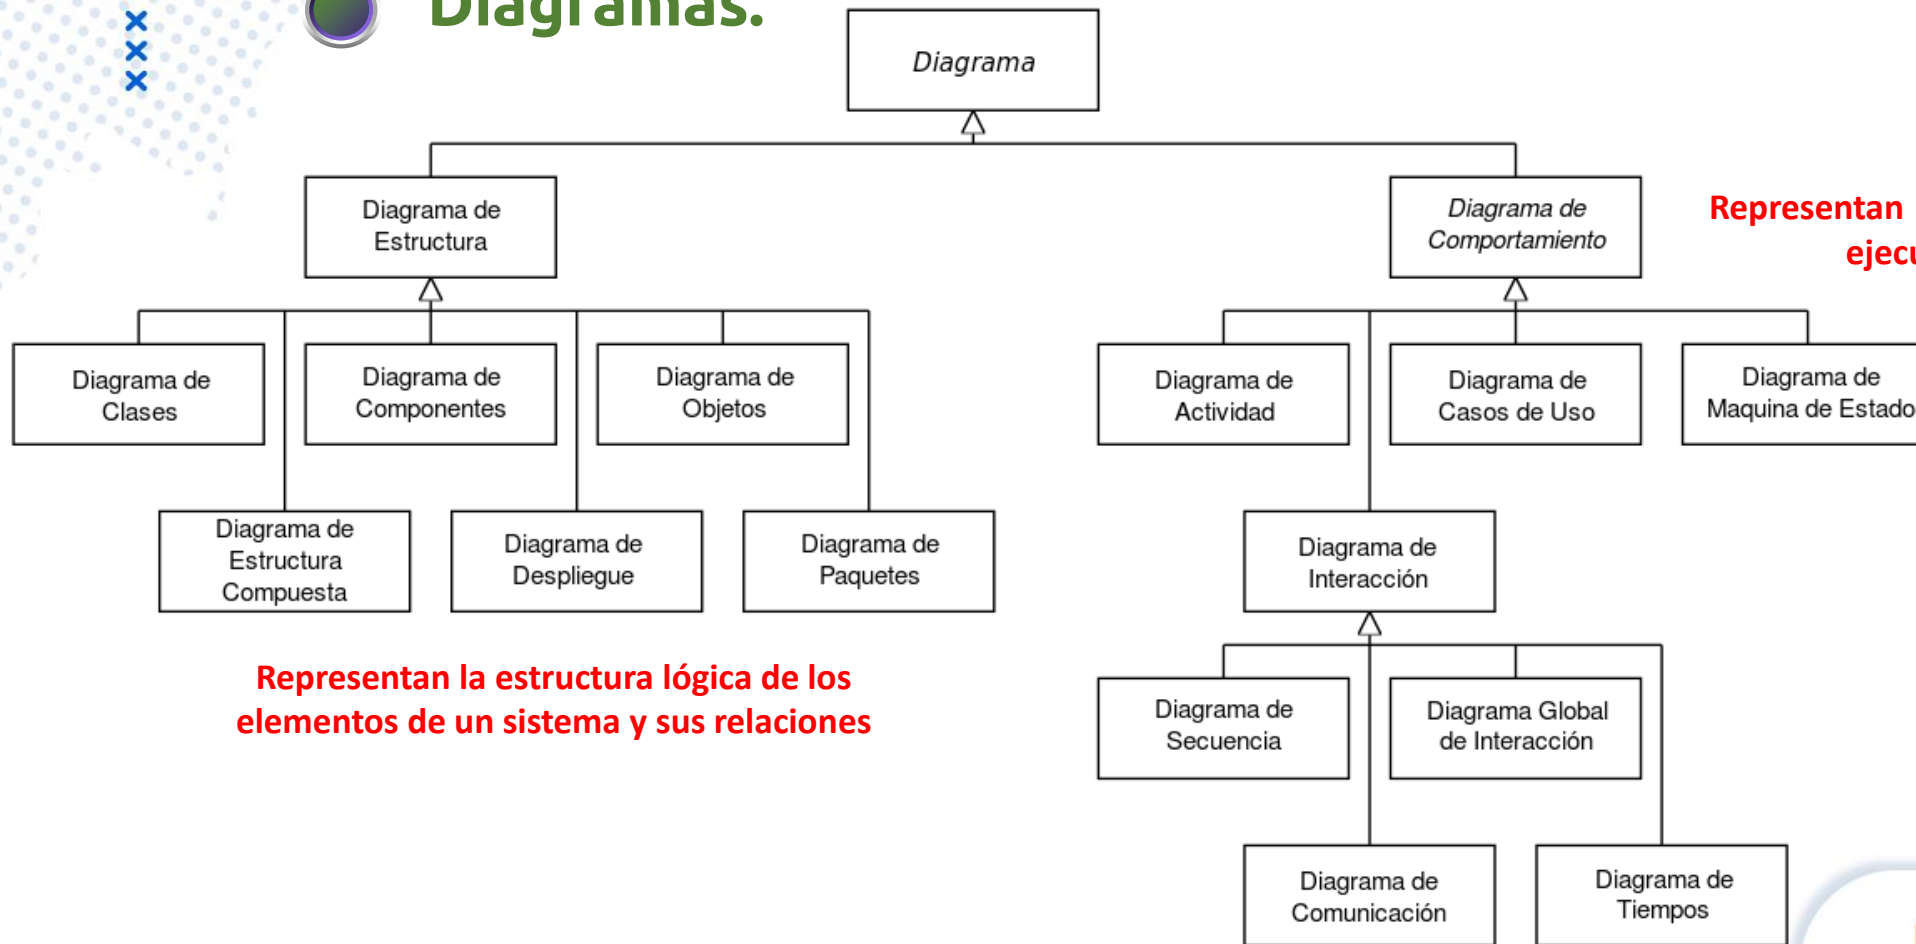 Diagramas.
Diagrama
Diagrama de
Estructura
Diagrama de
Comportamiento
Representan
Diagrama de
Clases
Diagrama de
Componentes
Diagrama de
Objetos
Diagrama de
Actividad
Diagrama de
Casos de Uso
Diagrama de
Maquina de Estado
Diagrama de
Estructura
Compuesta
Diagrama de
Despliegue
Diagrama de
Paquetes
Diagrama de
Interacción
Representan la estructura lógica de los
elementos de un sistema y sus relaciones
Diagrama de
Secuencia
Diagrama Global
de Interacción
Diagrama de
Comunicación
Diagrama de
Tiempos